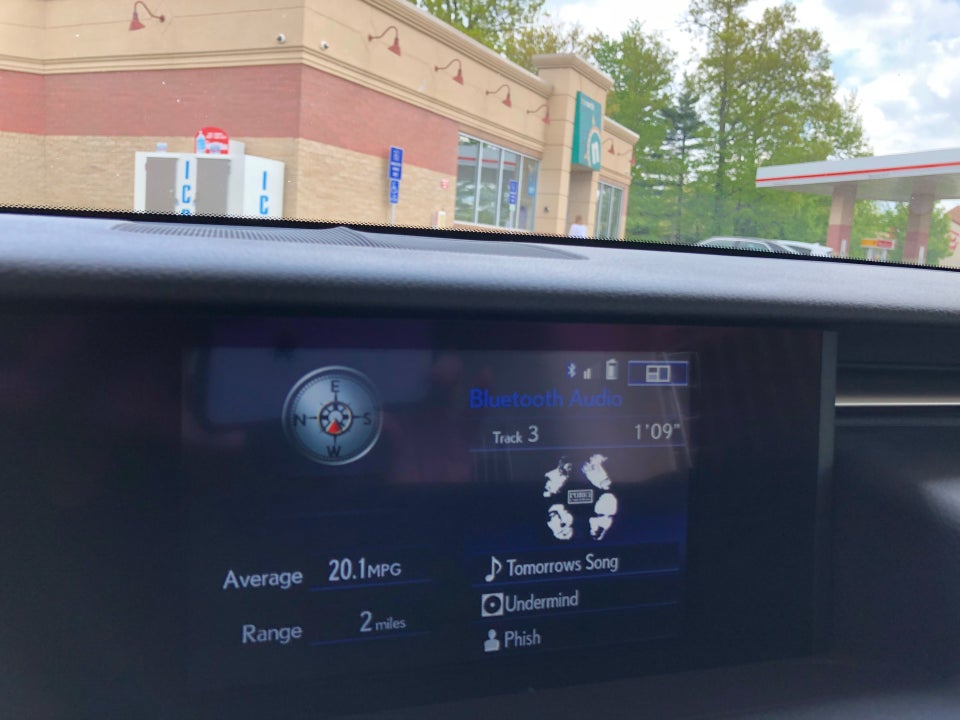 ICE
I
C
E
S
N
W
Bluetooth Audio
Track 3
1'09"
Tomorrows Song
Undermind
Phish
Average 20.1MPG
Range 2 miles